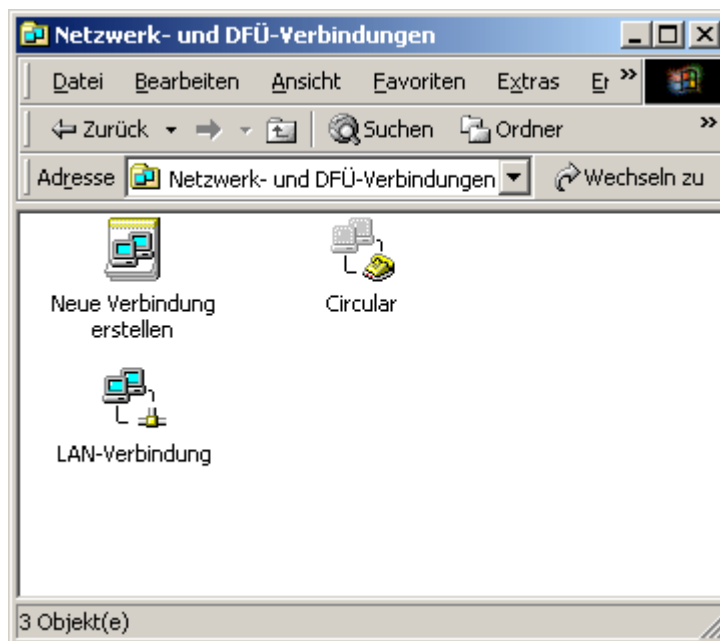 Netzwerk- und DFÜ-Verbindungen
Datei Bearbeiten Ansicht Favoriten Extras
Zurück Suchen Ordner
Adresse Netzwerk- und DFÜ-Verbindungen Wechseln zu
Neue Verbindung
erstellen
Circular
LAN-Verbindung
3 Objekt(e)